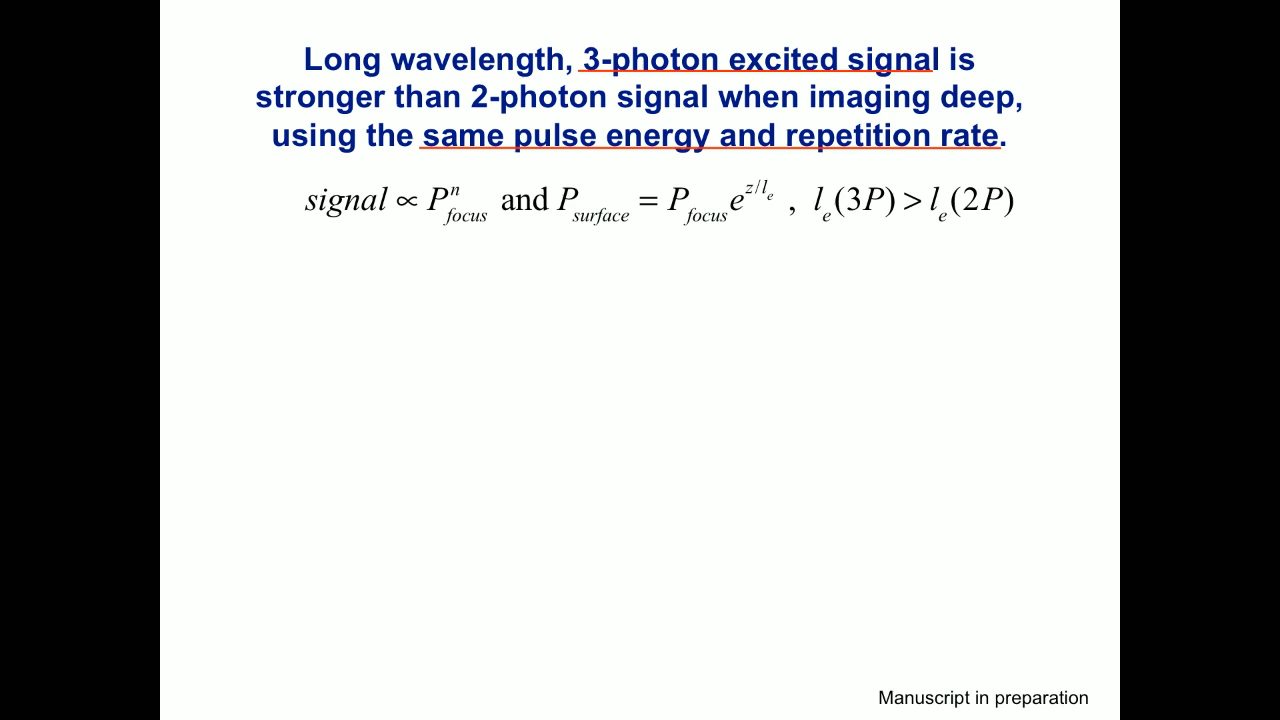 Long wavelength, 3-photon excited signal is
stronger than 2-photon signal when imaging deep,
using the same pulse energy and repetition rate.
signal ∝ P^n_focus and P_surface = P_focus e^{z/l_e} , l_e(3P) > l_e(2P)
Manuscript in preparation